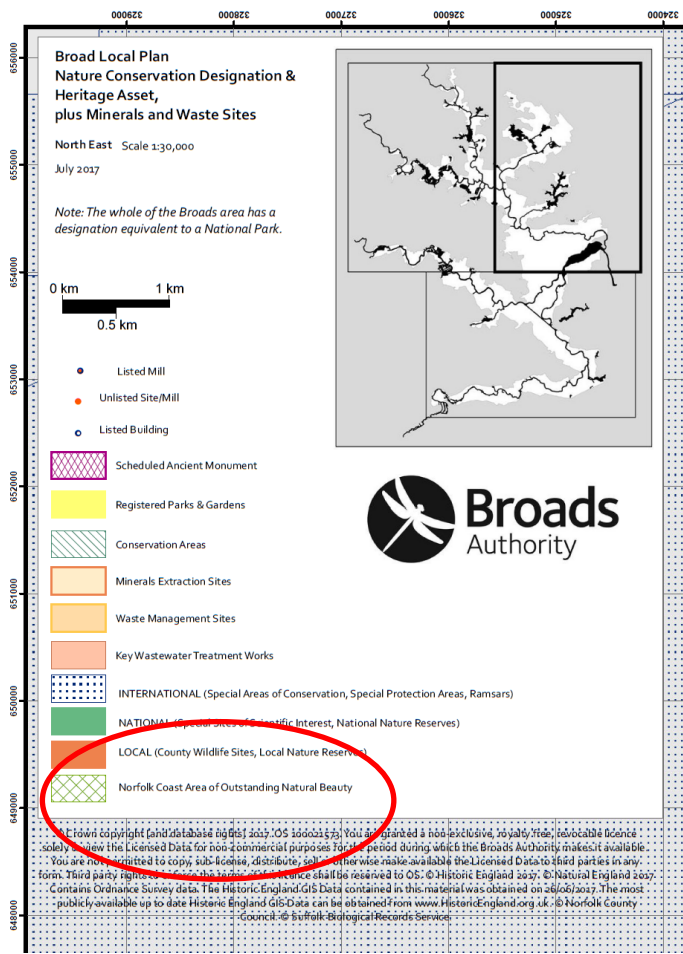 329000 328000 327000 326000 325000 324000
656000
655000
654000
653000
652000
651000
650000
649000
648000
Broad Local Plan
Nature Conservation Designation &
Heritage Asset,
plus Minerals and Waste Sites
North East Scale 1:30,000
July 2017
Note: The whole of the Broads area has a
designation equivalent to a National Park.
0 km 1 km
0.5 km
Listed Mill
Unlisted Site/Mill
Listed Building
Scheduled Ancient Monument
Registered Parks & Gardens
Conservation Areas
Minerals Extraction Sites
Waste Management Sites
Key Wastewater Treatment Works
INTERNATIONAL (Special Areas of Conservation, Special Protection Areas, Ramsars)
NATIONAL (Special Sites of Scientific Interest, National Nature Reserves)
LOCAL (County Wildlife Sites, Local Nature Reserves)
Norfolk Coast Area of Outstanding Natural Beauty
Broads
Authority
Crown copyright [and database rights] 2017. OS 100021573. You are granted a non-exclusive, royalty free, revocable licence
solely to view the Licensed Data for non-commercial purposes for the period during which the Broads Authority makes it available.
You are not permitted to copy, sub-license, distribute, sell or otherwise make available the Licensed Data to third parties in any
form. Third party rights to enforce the terms of this licence shall be reserved to OS. © Historic England 2017. © Natural England 2017.
Contains Ordnance Survey data. The Historic England GIS Data contained in this material was obtained on 26/06/2017. The most
publicly available up to date Historic England GIS Data can be obtained from www.HistoricEngland.org.uk. © Norfolk County
Council. © Suffolk Biological Records Service.